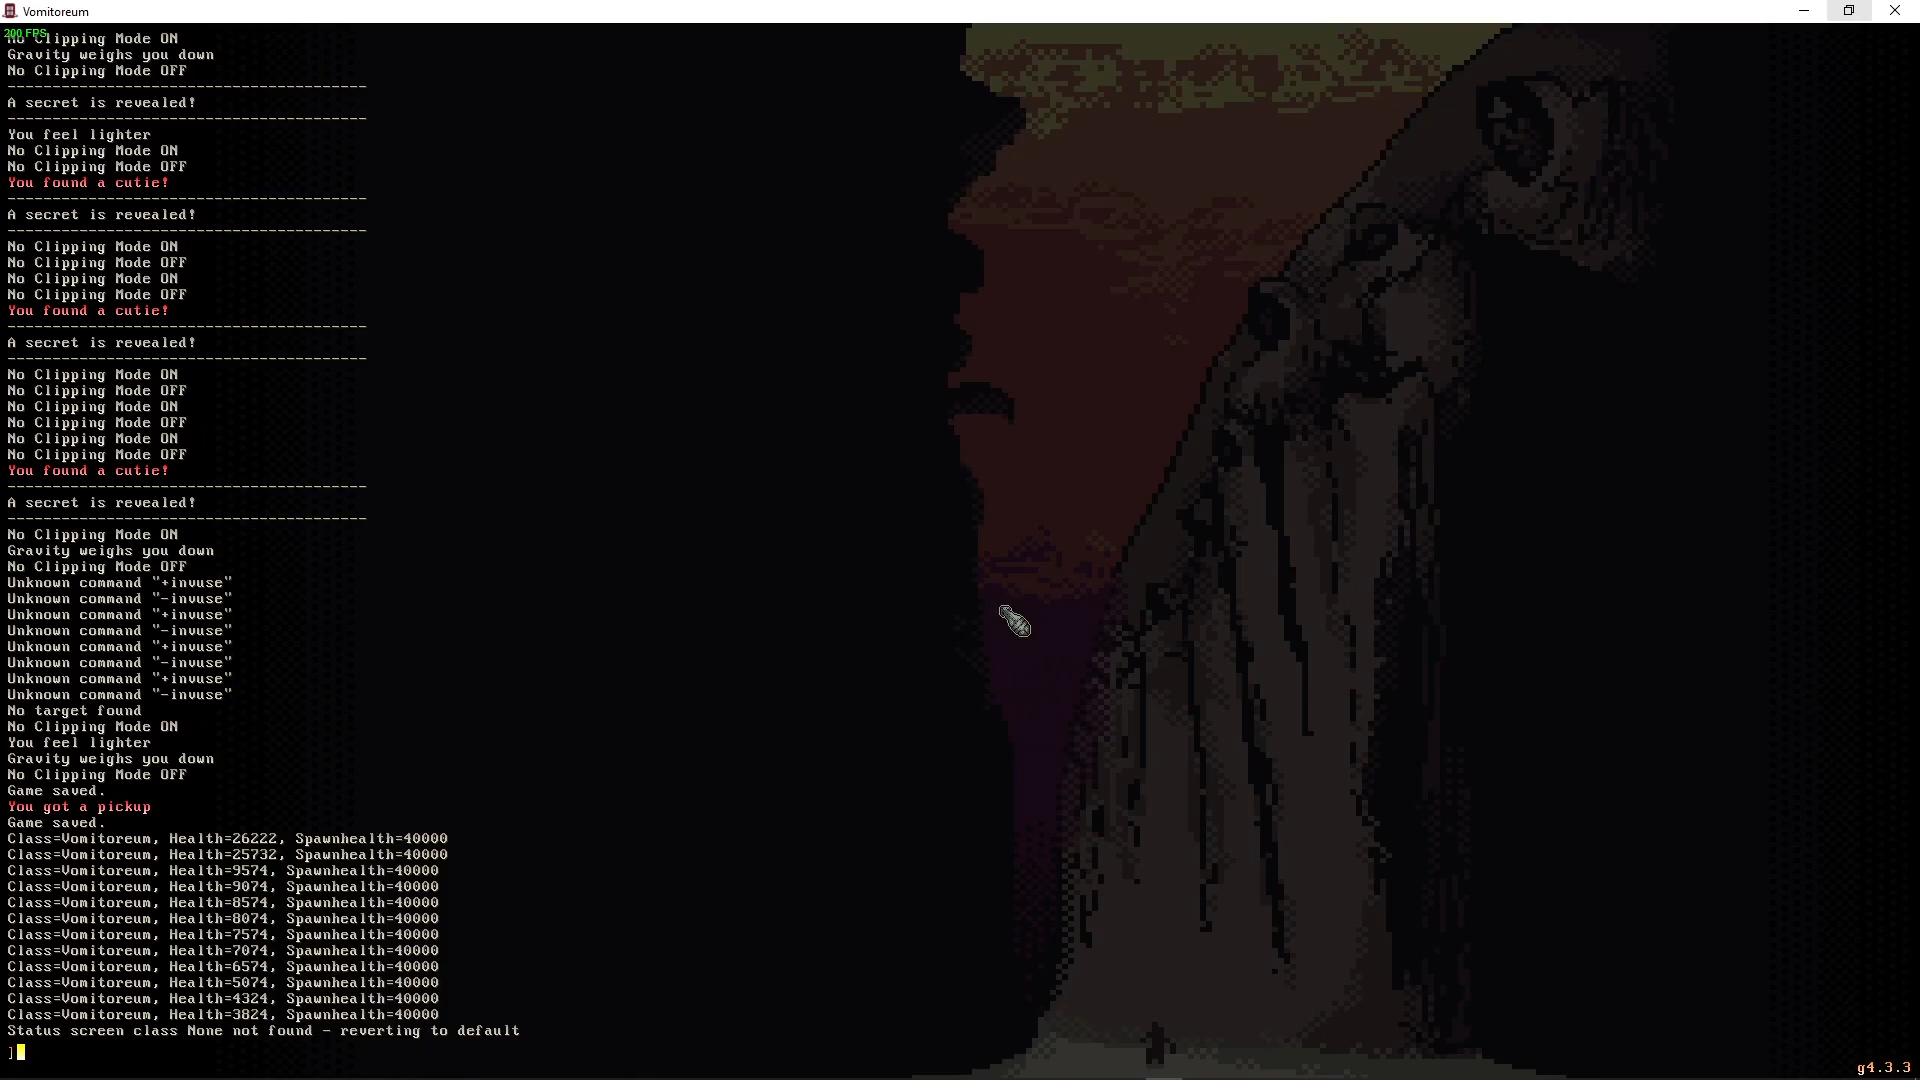 Vomitoreum
200 FPS
No Clipping Mode ON
Gravity weighs you down
No Clipping Mode OFF
----------------------------------------
A secret is revealed!
----------------------------------------
You feel lighter
No Clipping Mode ON
No Clipping Mode OFF
You found a cutie!
----------------------------------------
A secret is revealed!
----------------------------------------
No Clipping Mode ON
No Clipping Mode OFF
No Clipping Mode ON
No Clipping Mode OFF
You found a cutie!
----------------------------------------
A secret is revealed!
----------------------------------------
No Clipping Mode ON
No Clipping Mode OFF
No Clipping Mode ON
No Clipping Mode OFF
No Clipping Mode ON
No Clipping Mode OFF
You found a cutie!
----------------------------------------
A secret is revealed!
----------------------------------------
No Clipping Mode ON
Gravity weighs you down
No Clipping Mode OFF
Unknown command "+invuse"
Unknown command "-invuse"
Unknown command "+invuse"
Unknown command "-invuse"
Unknown command "+invuse"
Unknown command "-invuse"
Unknown command "+invuse"
Unknown command "-invuse"
No target found
No Clipping Mode ON
You feel lighter
Gravity weighs you down
No Clipping Mode OFF
Game saved.
You got a pickup
Game saved.
Class=Vomitoreum, Health=26222, Spawnhealth=40000
Class=Vomitoreum, Health=25732, Spawnhealth=40000
Class=Vomitoreum, Health=9574, Spawnhealth=40000
Class=Vomitoreum, Health=9074, Spawnhealth=40000
Class=Vomitoreum, Health=8574, Spawnhealth=40000
Class=Vomitoreum, Health=8074, Spawnhealth=40000
Class=Vomitoreum, Health=7574, Spawnhealth=40000
Class=Vomitoreum, Health=7074, Spawnhealth=40000
Class=Vomitoreum, Health=6574, Spawnhealth=40000
Class=Vomitoreum, Health=5074, Spawnhealth=40000
Class=Vomitoreum, Health=4324, Spawnhealth=40000
Class=Vomitoreum, Health=3824, Spawnhealth=40000
Status screen class None not found - reverting to default
]
g4.3.3